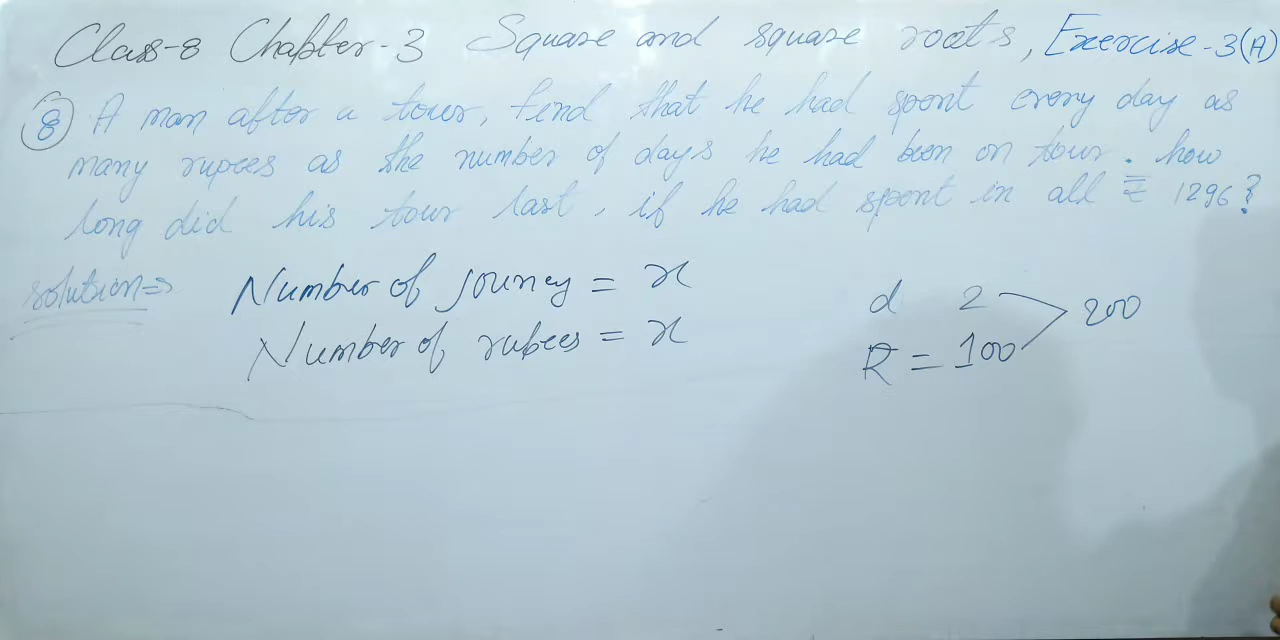 Class-8 Chapter-3 Square and square roots, Exercise-3(A)
8 A man after a tour, find that he had spent every day as
many rupees as the number of days he had been on tour. how
long did his tour last, if he had spent in all ₹ 1296?
solution=>
Number of jouney = x
Number of rupees = x
d 2
200
R = 100